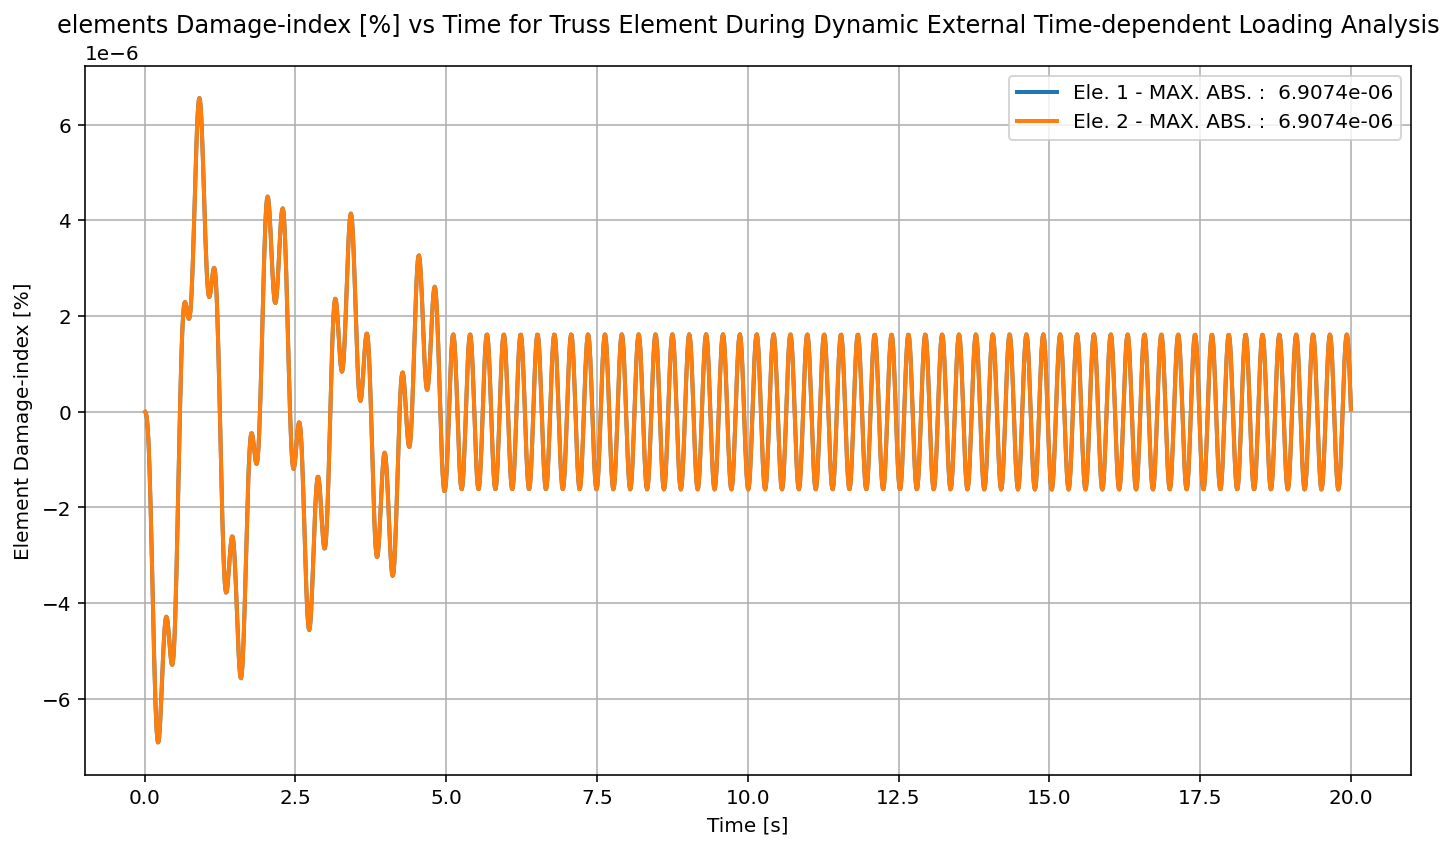 elements Damage-index [%] vs Time for Truss Element During Dynamic External Time-dependent Loading Analysis
1e−6
Ele. 1 - MAX. ABS. :  6.9074e-06
Ele. 2 - MAX. ABS. :  6.9074e-06
6
4
2
0
−2
−4
−6
Element Damage-index [%]
0.0
2.5
5.0
7.5
10.0
12.5
15.0
17.5
20.0
Time [s]